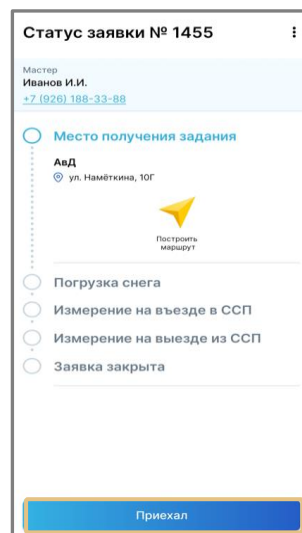 Статус заявки № 1455
Мастер
Иванов И.И.
+7 (926) 188-33-88
Место получения задания
АвД
ул. Намёткина, 10Г
Построить
маршрут
Погрузка снега
Измерение на въезде в ССП
Измерение на выезде из ССП
Заявка закрыта
Приехал